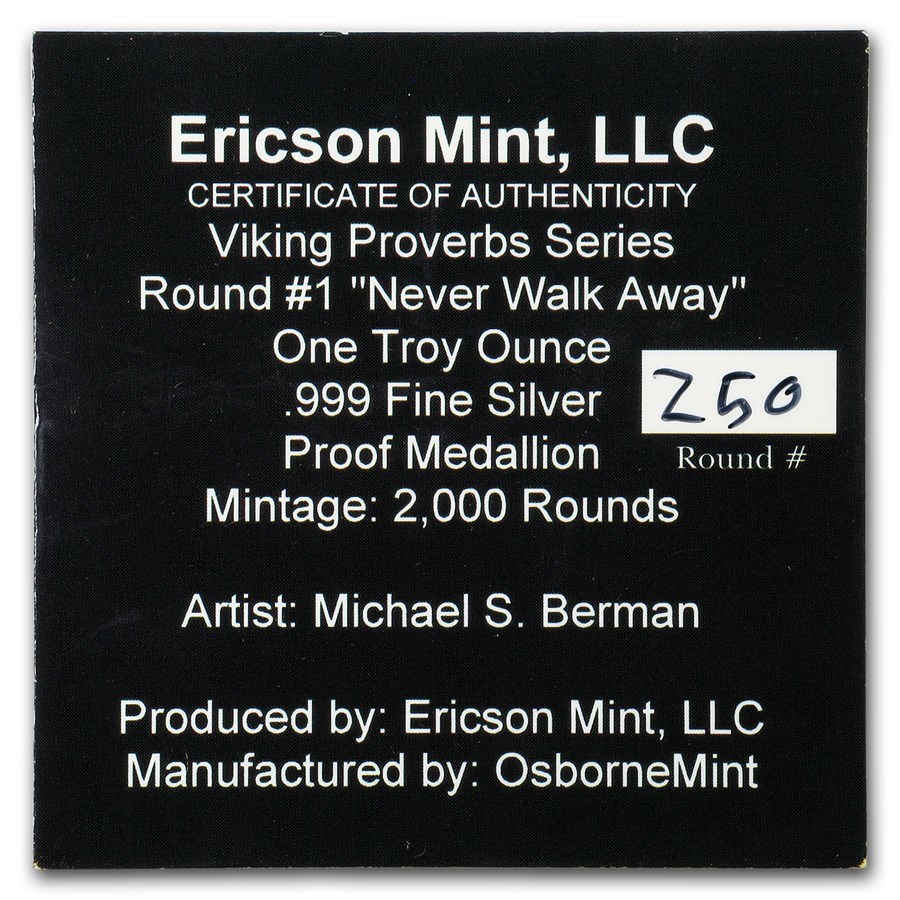 Ericson Mint, LLC
CERTIFICATE OF AUTHENTICITY
Viking Proverbs Series
Round #1 "Never Walk Away"
One Troy Ounce
.999 Fine Silver
Proof Medallion
Mintage: 2,000 Rounds
250
Round #
Artist: Michael S. Berman
Produced by: Ericson Mint, LLC
Manufactured by: OsborneMint